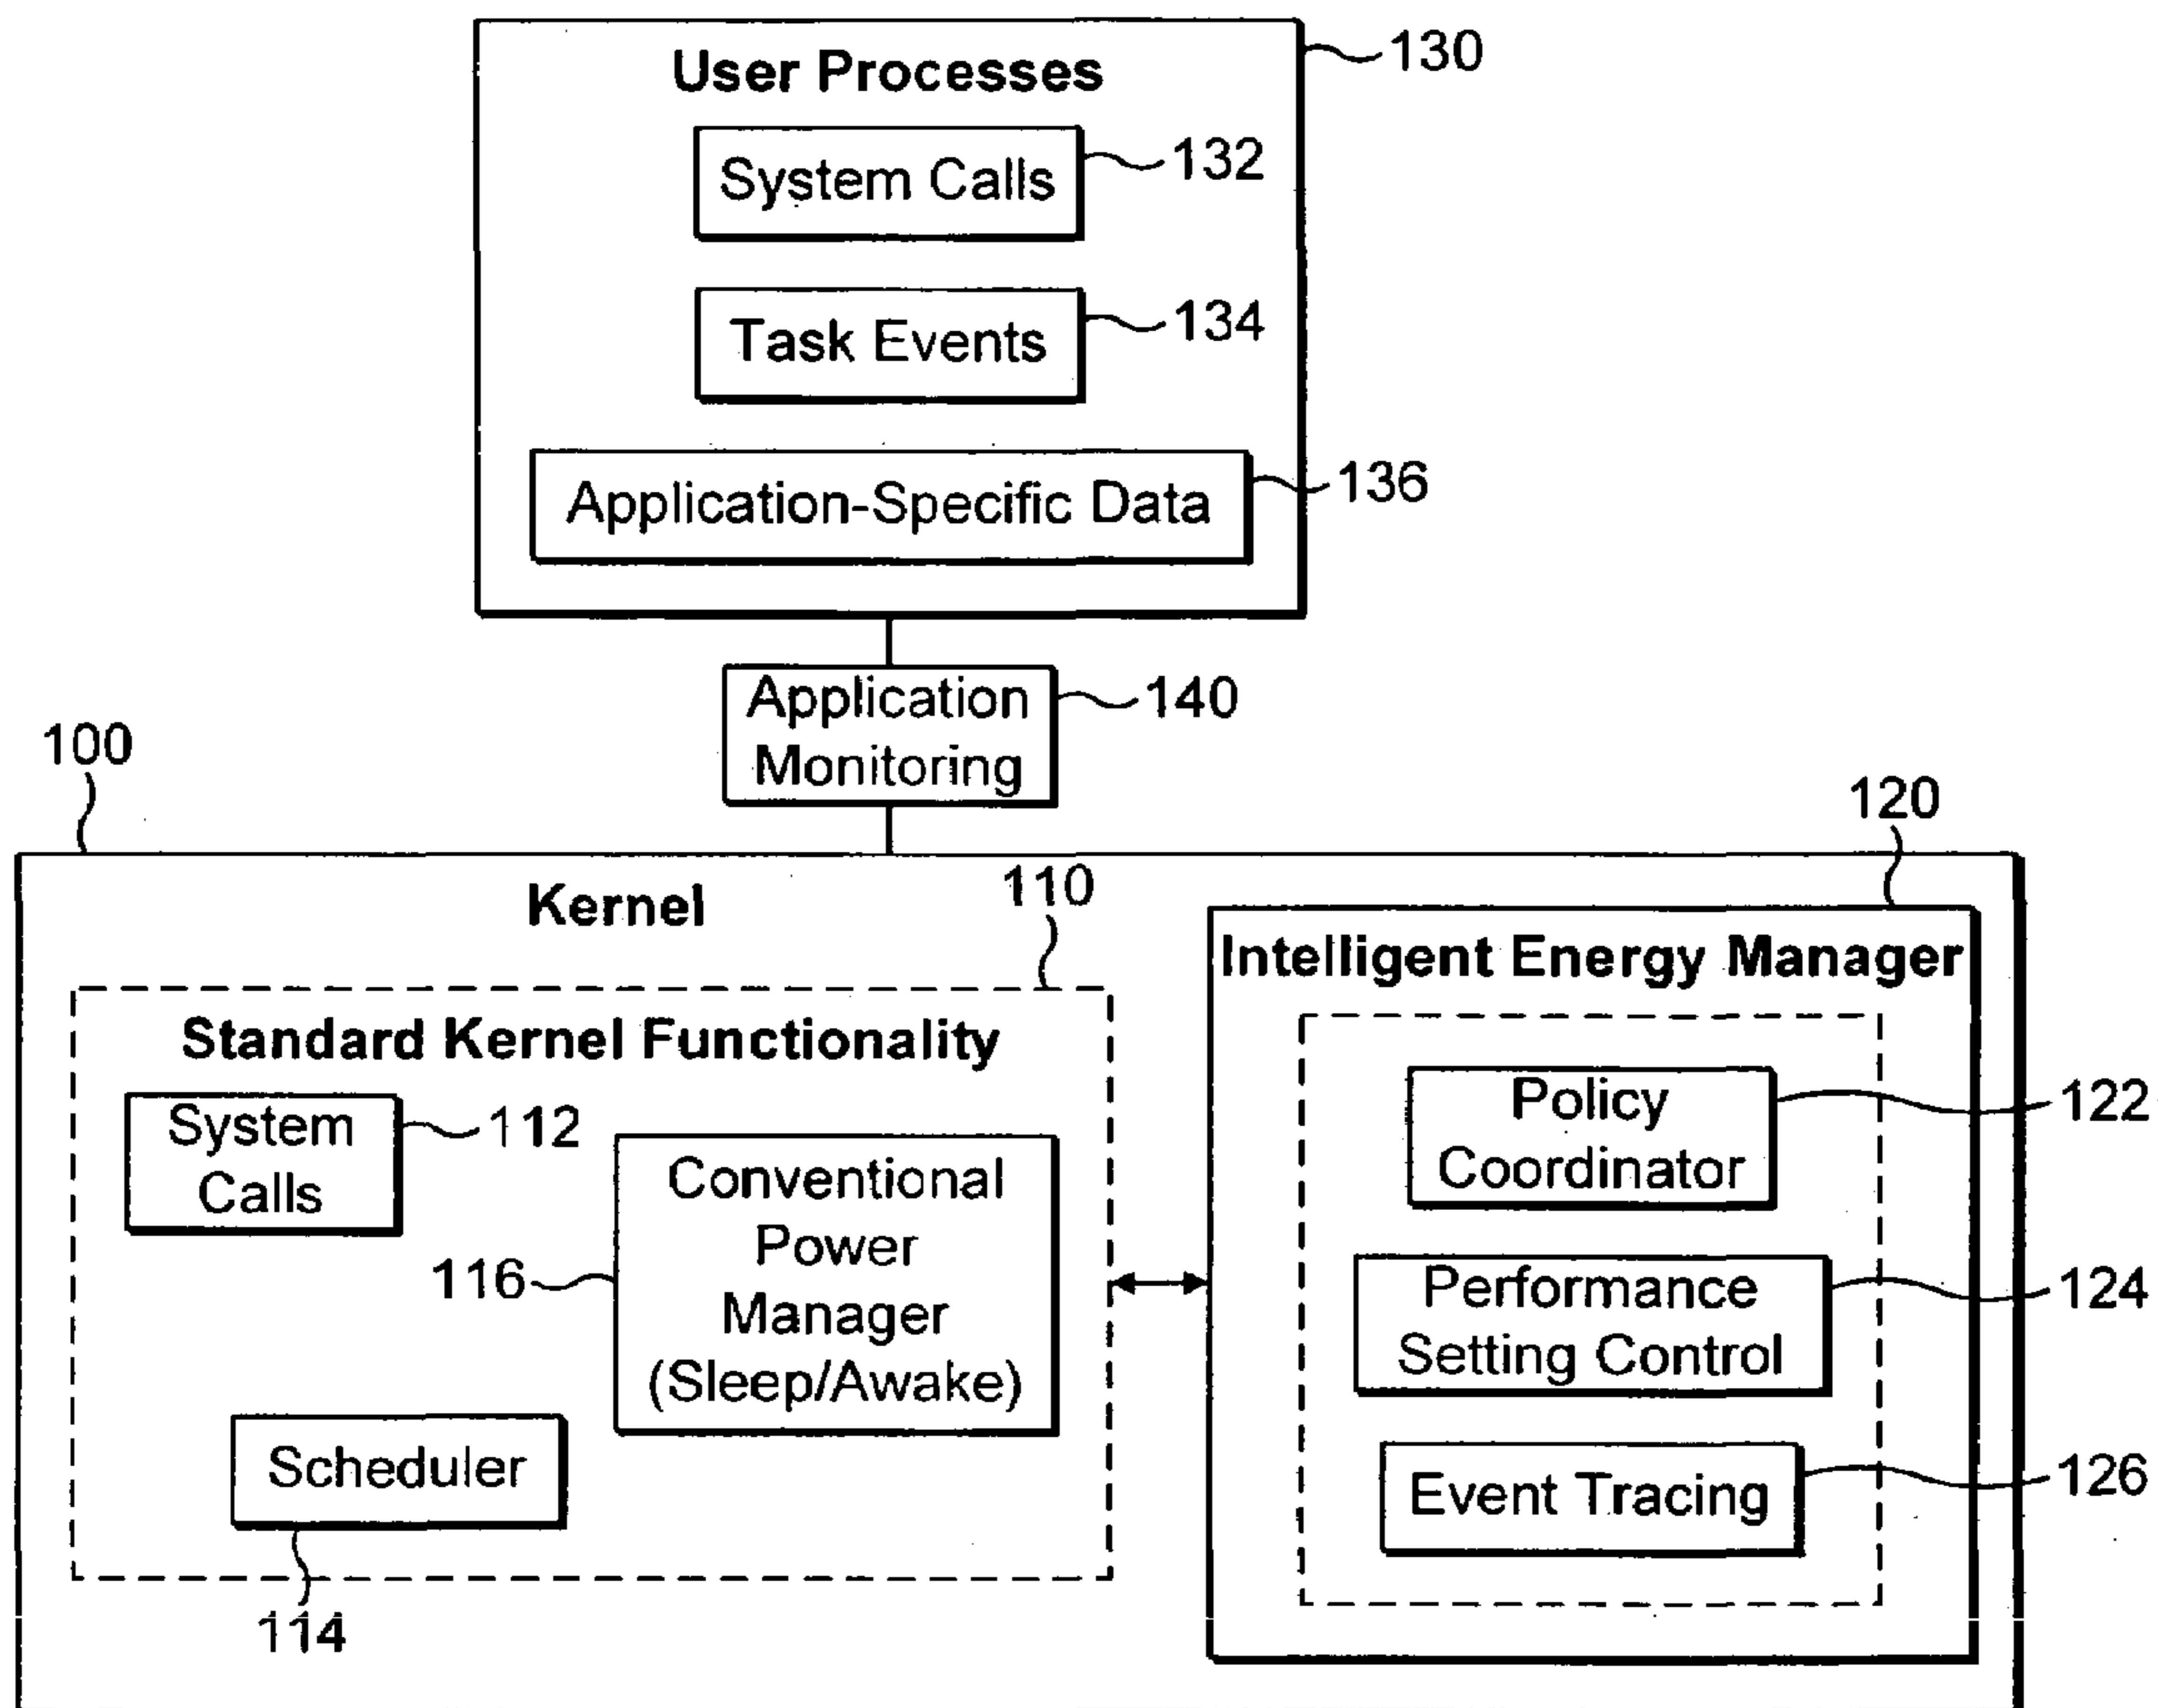 User Processes
130
System Calls
132
Task Events
134
Application-Specific Data
136
Application
Monitoring
140
100
120
Kernel
110
Intelligent Energy Manager
Standard Kernel Functionality
System
Calls
112
Conventional
Power
Manager
(Sleep/Awake)
116
Scheduler
114
Policy
Coordinator
122
Performance
Setting Control
124
Event Tracing
126